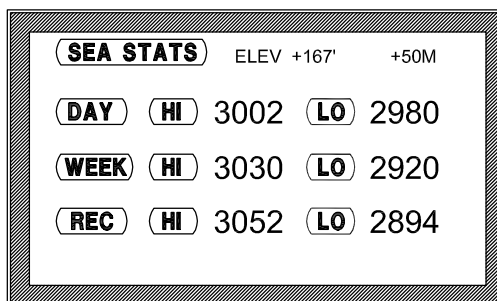 SEA STATS ELEV +167' +50M
DAY HI 3002 LO 2980
WEEK HI 3030 LO 2920
REC HI 3052 LO 2894